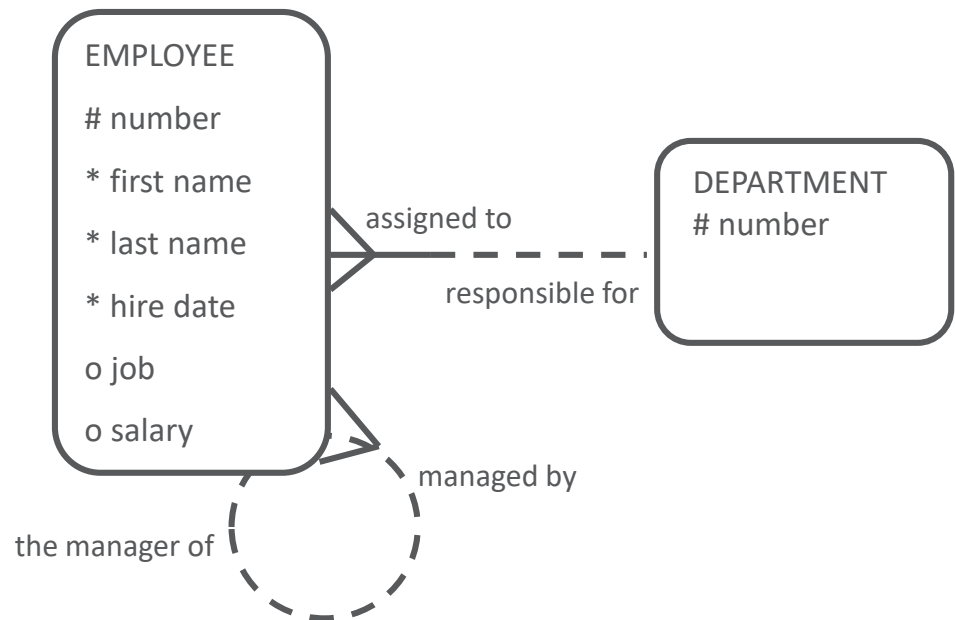 EMPLOYEE
# number
* first name
* last name
* hire date
o job
o salary
assigned to
responsible for
DEPARTMENT
# number
managed by
the manager of